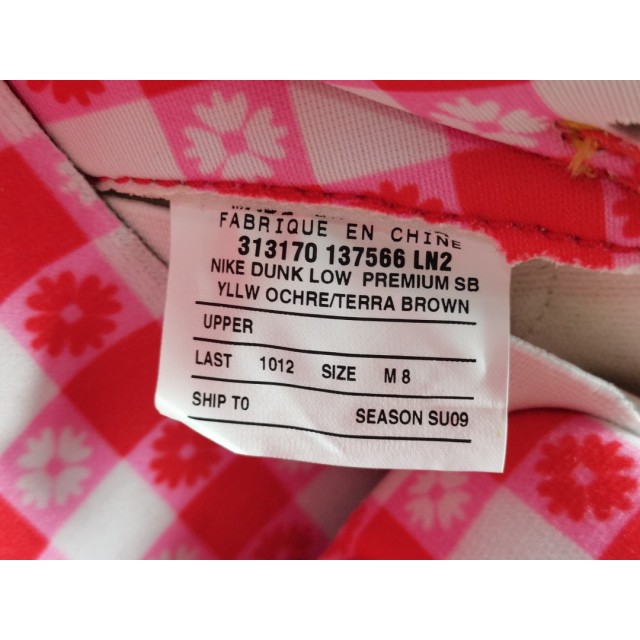 FABRIQUE EN CHINE
313170 137566 LN2
NIKE DUNK LOW PREMIUM SB
YLLW OCHRE/TERRA BROWN
UPPER
LAST 1012 SIZE M 8
SHIP TO SEASON SU09